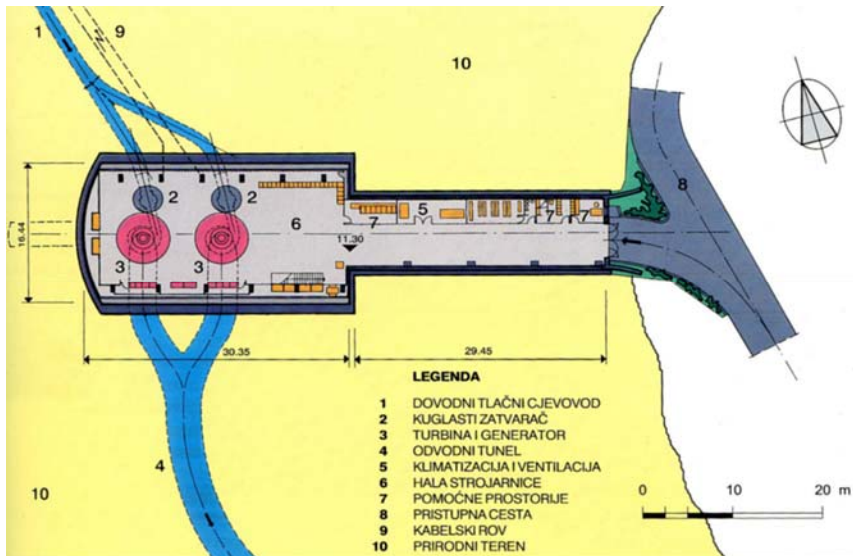 1
9
10
2
2
8
16.44
6
7
5
7
7
11.30
3
3
30.35
29.45
4
10
LEGENDA
1 DOVODNI TLAČNI CJEVOVOD
2 KUGLASTI ZATVARAČ
3 TURBINA I GENERATOR
4 ODVODNI TUNEL
5 KLIMATIZACIJA I VENTILACIJA
6 HALA STROJARNICE
7 POMOĆNE PROSTORIJE
8 PRISTUPNA CESTA
9 KABELSKI ROV
10 PRIRODNI TEREN
0 10 20 m